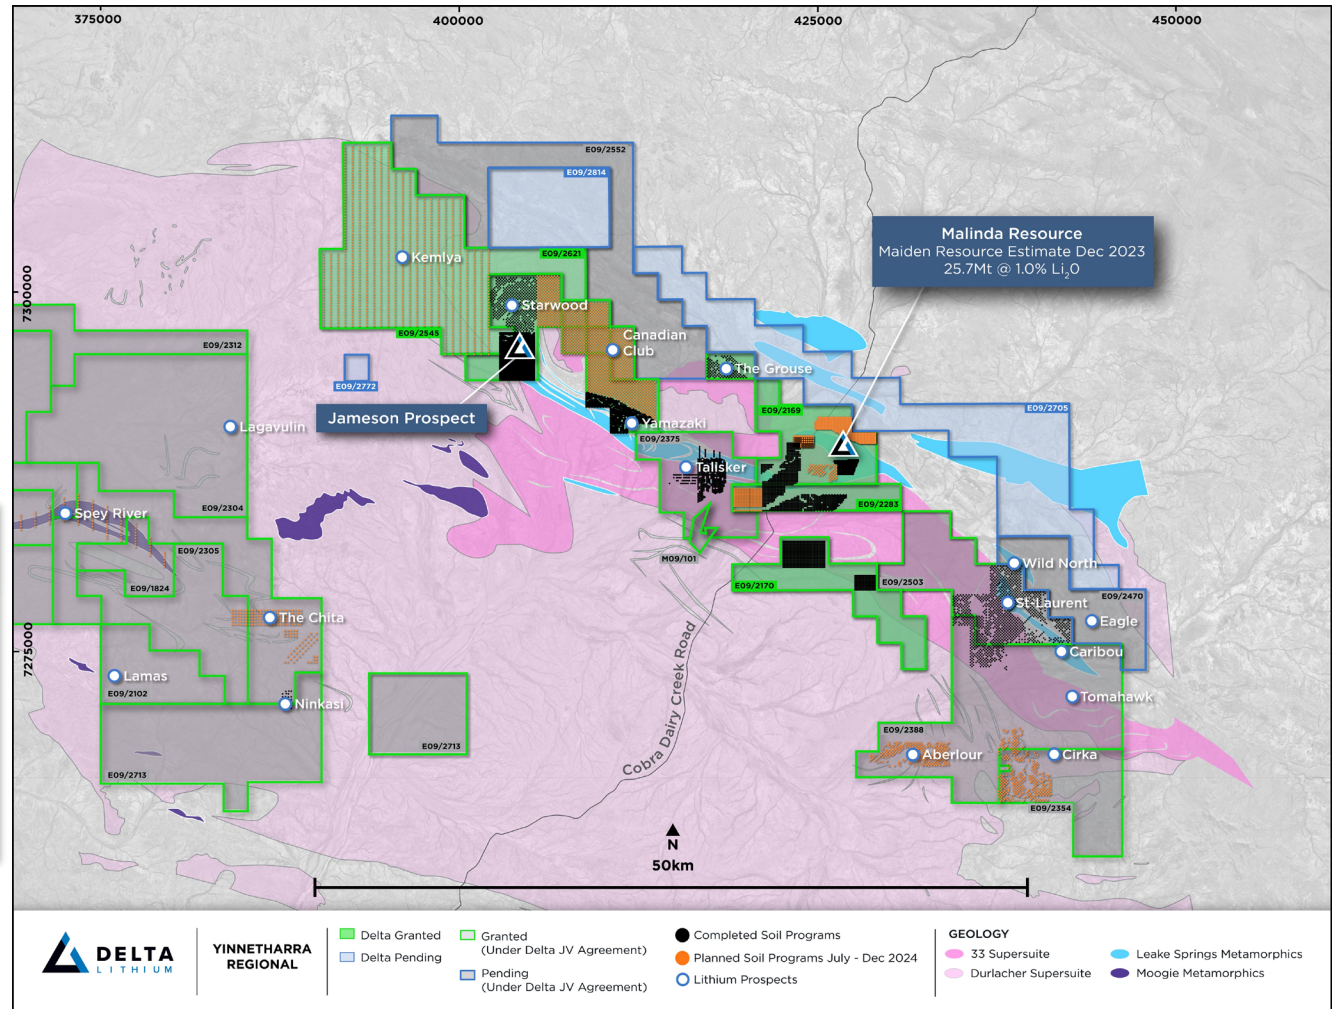 375000
400000
425000
450000
7300000
7275000
E09/2552
E09/2814
Malinda Resource
Maiden Resource Estimate Dec 2023
25.7Mt @ 1.0% Li2O
Kemlya
E09/2621
Starwood
E09/2545
Canadian
Club
E09/2312
The Grouse
E09/2772
Jameson Prospect
E09/2169
E09/2705
Lagavulin
Yamazaki
E09/2375
Talisker
E09/2304
E09/2283
Spey River
E09/2305
M09/101
E09/1824
E09/2170
E09/2503
Wild North
E09/2470
St-Laurent
The Chita
Eagle
Caribou
Lamas
E09/2102
Ninkasi
Tomahawk
Cobra Dairy Creek Road
E09/2388
E09/2713
Aberlour
Cirka
E09/2713
E09/2354
N
50km
DELTA
LITHIUM
YINNETHARRA
REGIONAL
Delta Granted
Delta Pending
Granted
(Under Delta JV Agreement)
Pending
(Under Delta JV Agreement)
Completed Soil Programs
Planned Soil Programs July - Dec 2024
Lithium Prospects
GEOLOGY
33 Supersuite
Durlacher Supersuite
Leake Springs Metamorphics
Moogie Metamorphics